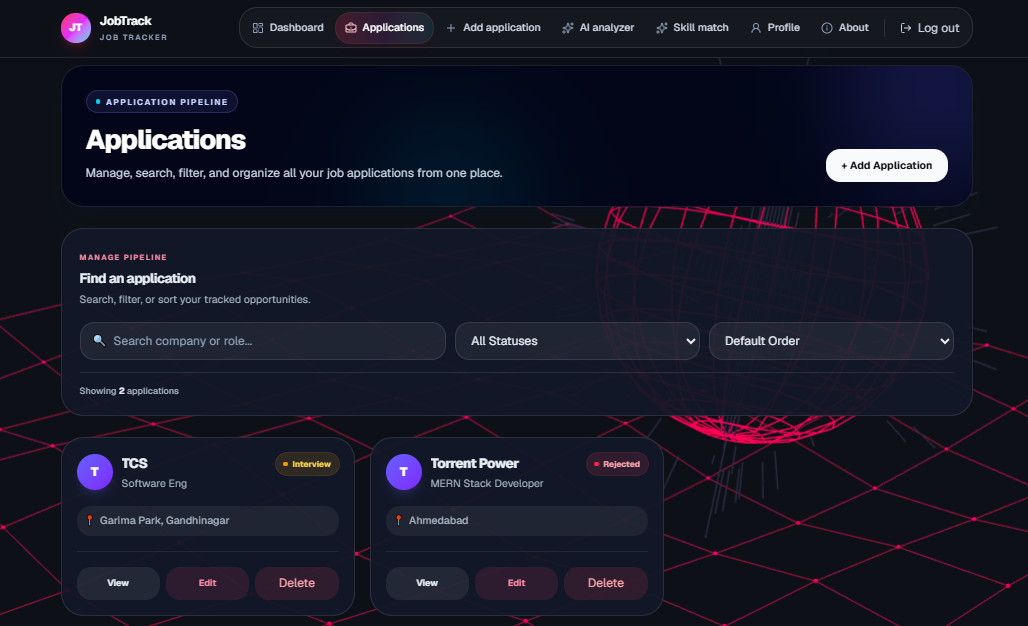 JT
JobTrack
JOB TRACKER
Dashboard
Applications
+ Add application
AI analyzer
Skill match
Profile
About
Log out
APPLICATION PIPELINE
Applications
Manage, search, filter, and organize all your job applications from one place.
+ Add Application
MANAGE PIPELINE
Find an application
Search, filter, or sort your tracked opportunities.
Search company or role...
All Statuses
Default Order
Showing 2 applications
T
TCS
Software Eng
Interview
Garima Park, Gandhinagar
View
Edit
Delete
T
Torrent Power
MERN Stack Developer
Rejected
Ahmedabad
View
Edit
Delete